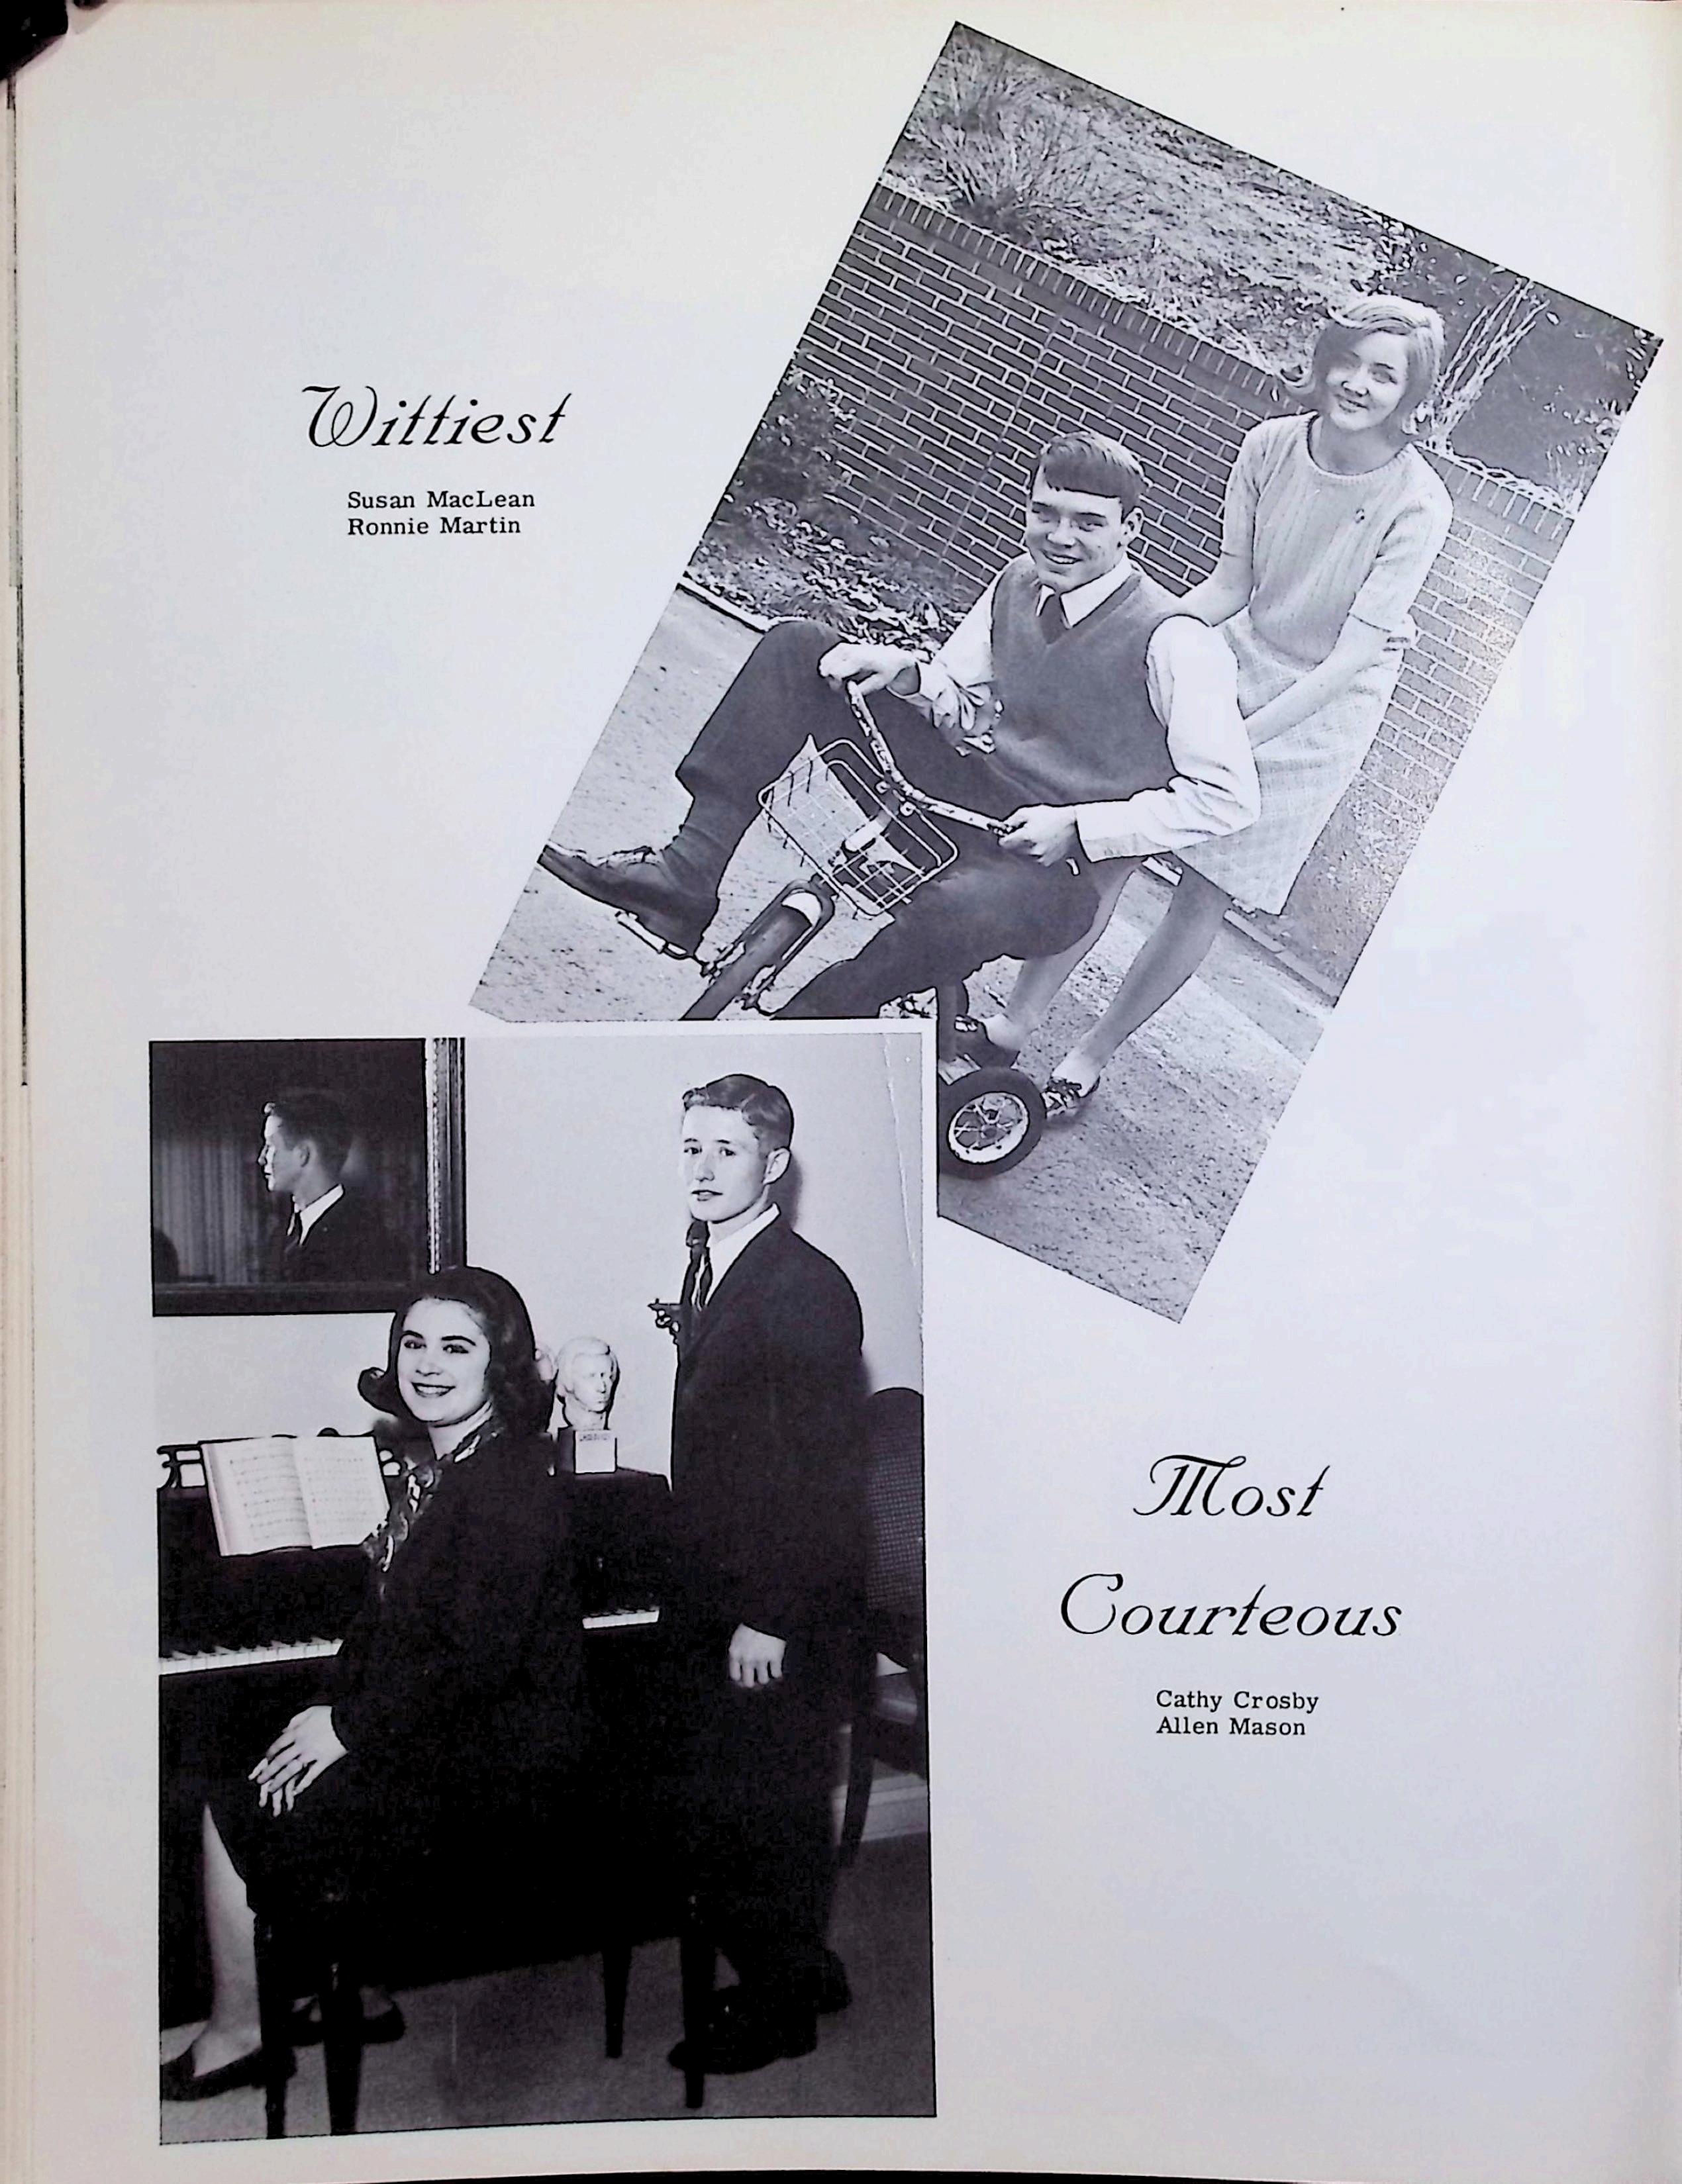 Wittiest
Susan MacLean
Ronnie Martin
Most
Courteous
Cathy Crosby
Allen Mason